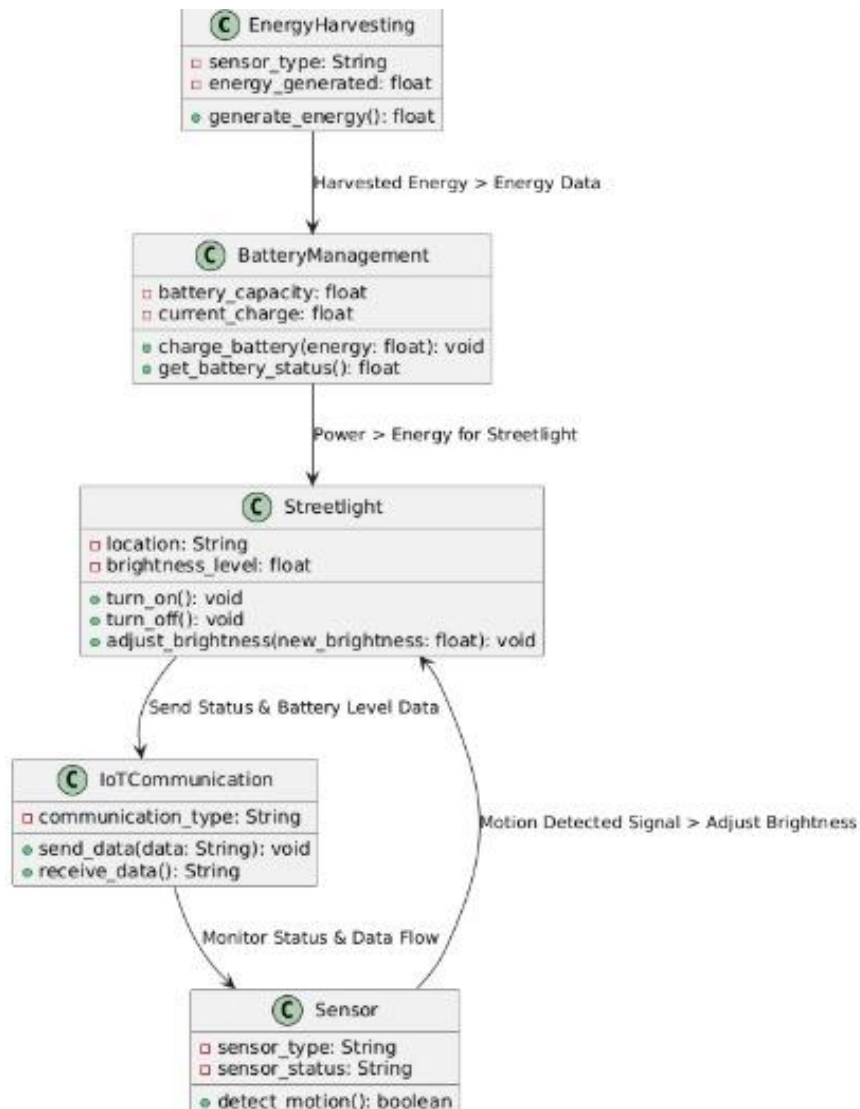 C EnergyHarvesting
sensor_type: String
energy_generated: float
generate_energy(): float
Harvested Energy > Energy Data
C BatteryManagement
battery_capacity: float
current_charge: float
charge_battery(energy: float): void
get_battery_status(): float
Power > Energy for Streetlight
C Streetlight
location: String
brightness_level: float
turn_on(): void
turn_off(): void
adjust_brightness(new_brightness: float): void
Send Status & Battery Level Data
C IoTCommunication
communication_type: String
send_data(data: String): void
receive_data(): String
Motion Detected Signal > Adjust Brightness
Monitor Status & Data Flow
C Sensor
sensor_type: String
sensor_status: String
detect_motion(): boolean